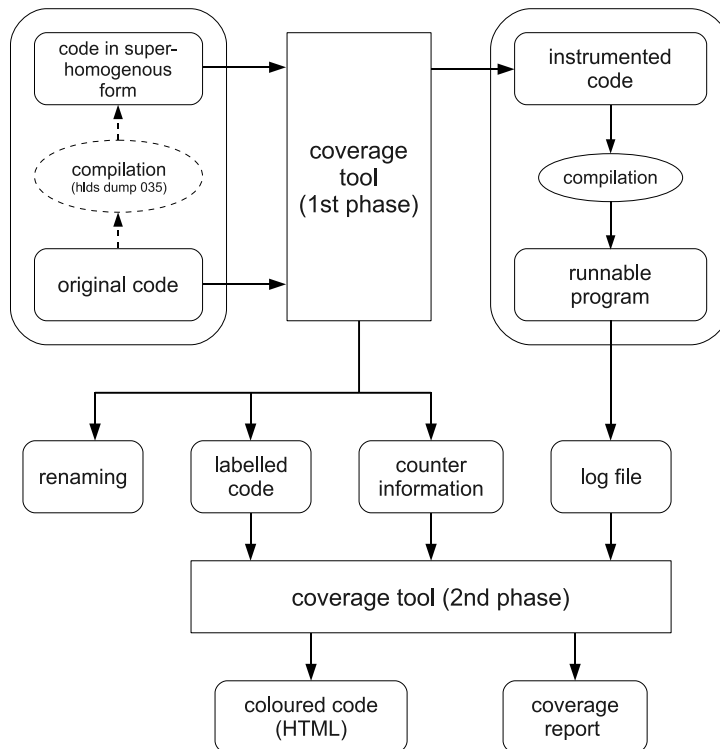 code in super-
homogenous
form
compilation
(hlds dump 035)
original code
coverage
tool
(1st phase)
instrumented
code
compilation
runnable
program
renaming
labelled
code
counter
information
log file
coverage tool (2nd phase)
coloured code
(HTML)
coverage
report